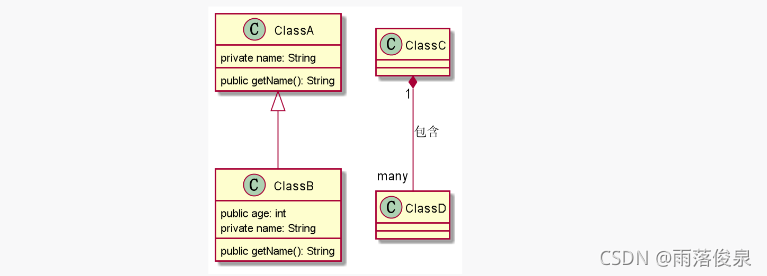 C ClassA
private name: String
public getName(): String
C ClassB
public age: int
private name: String
public getName(): String
C ClassC
1
包含
many
C ClassD
CSDN @雨落俊泉